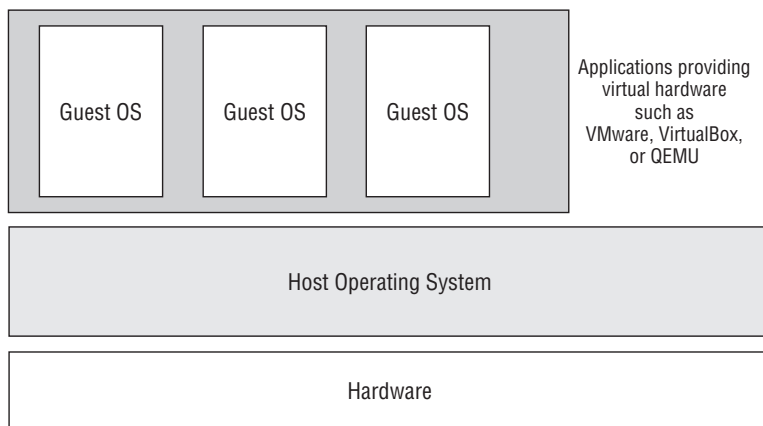 Guest OS
Guest OS
Guest OS
Applications providing
virtual hardware
such as
VMware, VirtualBox,
or QEMU
Host Operating System
Hardware